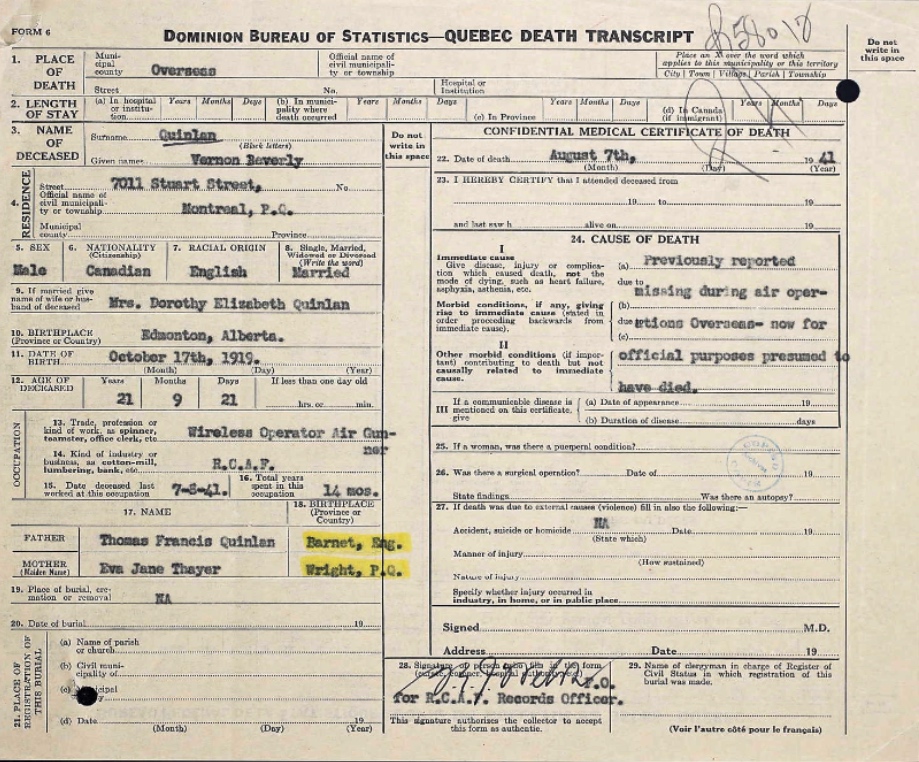 FORM 6
DOMINION BUREAU OF STATISTICS—QUEBEC DEATH TRANSCRIPT
R58018
Do not write in this space
1. PLACE OF DEATH
Municipal county Overseas
Official name of civil municipality or township
Place an X over the word which applies to this municipality or this territory
City | Town | Village | Parish | Township
Street No.
Hospital or Institution
2. LENGTH OF STAY
(a) In hospital or institution Years Months Days
(b) In municipality where death occurred Years Months Days
(c) In Province
(d) In Canada (if immigrant) Years Months Days
3. NAME OF DECEASED
Surname Quinlan
(Block letters)
Given names Vernon Beverly
Do not write in this space
4. RESIDENCE
Street 7011 Stuart Street, No.
Official name of civil municipality or township Montreal, P.Q.
Municipal county Province
5. SEX Male
6. NATIONALITY (Citizenship) Canadian
7. RACIAL ORIGIN English
8. Single, Married, Widowed or Divorced (Write the word) Married
9. If married give name of wife or husband of deceased Mrs. Dorothy Elizabeth Quinlan
10. BIRTHPLACE (Province or Country) Edmonton, Alberta.
11. DATE OF BIRTH October 17th, 1919.
(Month) (Day) (Year)
12. AGE OF DECEASED
Years Months Days If less than one day old
21 9 21 hrs. or min.
OCCUPATION
13. Trade, profession or kind of work, as spinner, teamster, office clerk, etc Wireless Operator Air Gunner
14. Kind of industry or business, as cotton-mill, lumbering, bank, etc. R.C.A.F.
15. Date deceased last worked at this occupation 7-8-41.
16. Total years spent in this occupation 14 mos.
17. NAME
18. BIRTHPLACE (Province or Country)
FATHER Thomas Francis Quinlan Barnet, Eng.
MOTHER (Maiden Name) Eva Jane Thayer Wright, P.Q.
19. Place of burial, cremation or removal NA
20. Date of burial 19
21. PLACE OF REGISTRATION OF THIS BURIAL
(a) Name of parish or church
(b) Civil municipality of
(c)
(d) Date 19
(Month) (Day) (Year)
CONFIDENTIAL MEDICAL CERTIFICATE OF DEATH
22. Date of death August 7th, 1941
(Month) (Day) (Year)
23. I HEREBY CERTIFY that I attended deceased from
19 to 19
and last saw h alive on 19
24. CAUSE OF DEATH
I
Immediate cause
Give disease, injury or complication which caused death, not the mode of dying, such as heart failure, asphyxia, asthenia, etc.
Morbid conditions, if any, giving rise to immediate cause (stated in order proceeding backwards from immediate cause).
II
Other morbid conditions (if important) contributing to death but not causally related to immediate cause.
(a) Previously reported
due to missing during air oper-
(b)
due to ations Overseas- now for
(c)
official purposes presumed to
have died.
III If a communicable disease is mentioned on this certificate, give
(a) Date of appearance 19
(b) Duration of disease days
25. If a woman, was there a puerperal condition?
26. Was there a surgical operation? Date of 19
State findings Was there an autopsy?
27. If death was due to external causes (violence) fill in also the following:—
Accident, suicide or homicide NA Date 19
(State which)
Manner of injury
(How sustained)
Nature of injury
Specify whether injury occurred in industry, in home, or in public place
Signed M.D.
Address Date 19
28. Signature of person who fills in the form
F.O.
for R.C.A.F. Records Officer.
This signature authorises the collector to accept this form as authentic.
29. Name of clergyman in charge of Register of Civil Status in which registration of this burial was made.
(Voir l'autre côté pour le français)